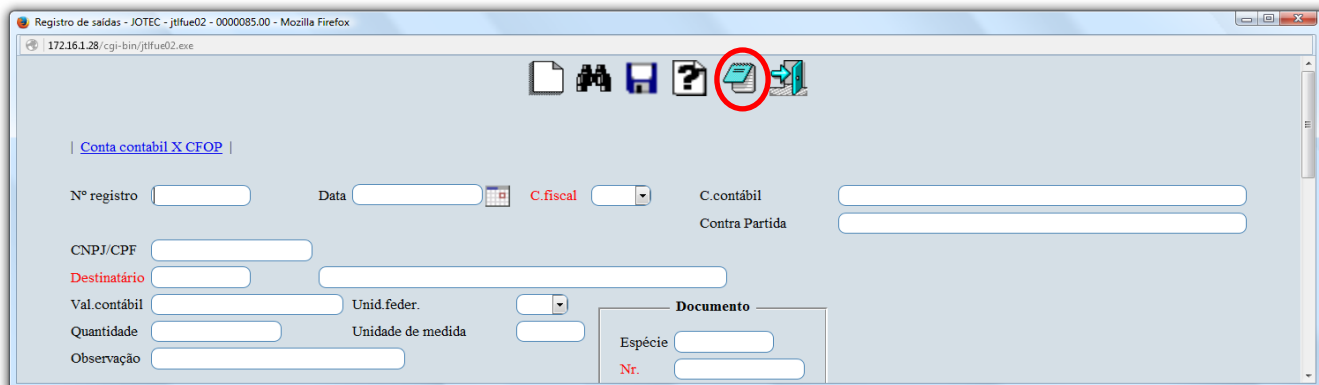 Registro de saídas - JOTEC - jtlfue02 - 0000085.00 - Mozilla Firefox
172.16.1.28/cgi-bin/jtlfue02.exe
| Conta contabil X CFOP |
Nº registro Data C.fiscal C.contábil
Contra Partida
CNPJ/CPF
Destinatário
Val.contábil Unid.feder. Documento
Quantidade Unidade de medida
Espécie
Observação
Nr.